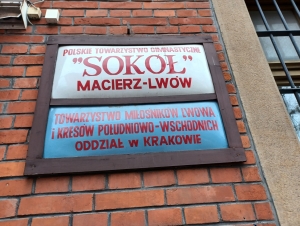 POLSKIE TOWARZYSTWO GIMNASTYCZNE
"SOKÓŁ"
MACIERZ-LWÓW
TOWARZYSTWO MIŁOŚNIKÓW LWOWA
i KRESÓW POŁUDNIOWO-WSCHODNICH
ODDZIAŁ W KRAKOWIE